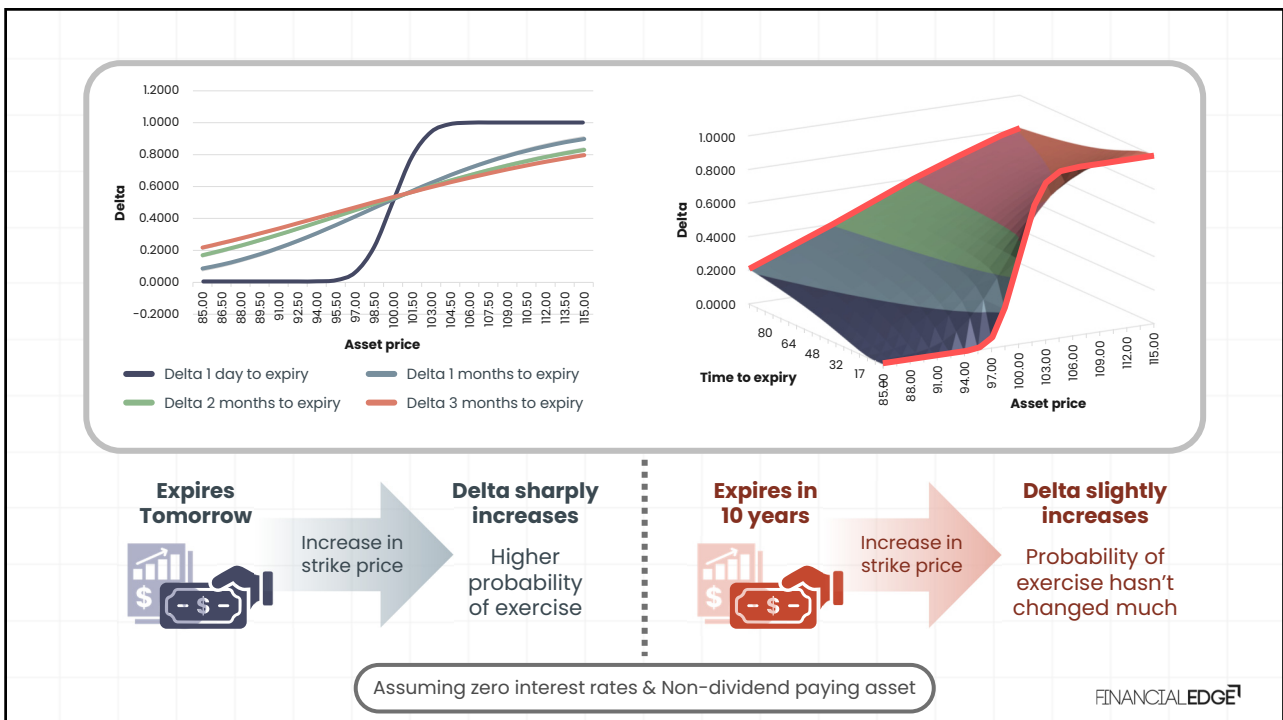 1.2000
1.0000
0.8000
0.6000
0.4000
0.2000
0.0000
−0.2000
Delta
85.00
86.50
88.00
89.50
91.00
92.50
94.00
95.50
97.00
98.50
100.00
101.50
103.00
104.50
106.00
107.50
109.00
110.50
112.00
113.50
115.00
Asset price
Delta 1 day to expiry
Delta 1 months to expiry
Delta 2 months to expiry
Delta 3 months to expiry
1.0000
0.8000
0.6000
0.4000
0.2000
0.0000
Delta
80
64
48
32
17
Time to expiry
85.00
88.00
91.00
94.00
97.00
100.00
103.00
106.00
109.00
112.00
115.00
Asset price
Expires
Tomorrow
Increase in
strike price
Delta sharply
increases
Higher
probability
of exercise
$
$
Expires in
10 years
Increase in
strike price
Delta slightly
increases
Probability of
exercise hasn’t
changed much
$
$
Assuming zero interest rates & Non-dividend paying asset
FINANCIALEDGE